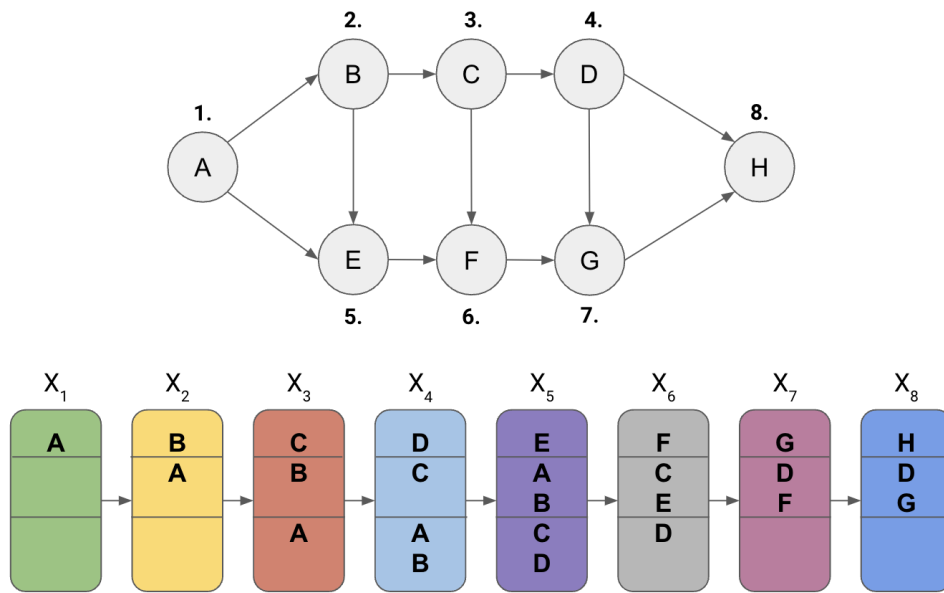 2. 3. 4.
B C D
1. 8.
A H
E F G
5. 6. 7.
X1 X2 X3 X4 X5 X6 X7 X8
A B C D E F G H
A B C A C D D
B E F G
A A C D
B D